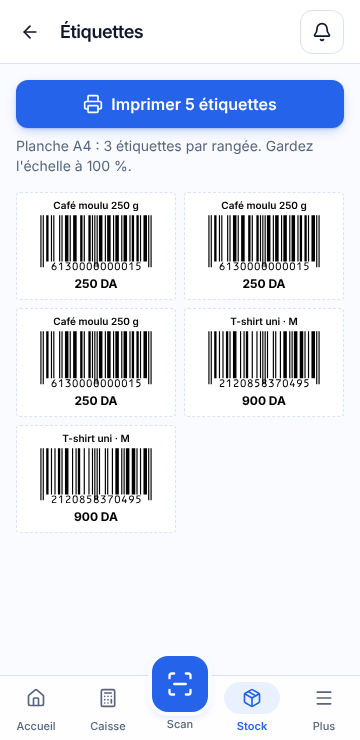 Étiquettes
Imprimer 5 étiquettes
Planche A4 : 3 étiquettes par rangée. Gardez
l'échelle à 100 %.
Café moulu 250 g
6130000000015
250 DA
Café moulu 250 g
6130000000015
250 DA
Café moulu 250 g
6130000000015
250 DA
T-shirt uni · M
2120858370495
900 DA
T-shirt uni · M
2120858370495
900 DA
Accueil
Caisse
Scan
Stock
Plus